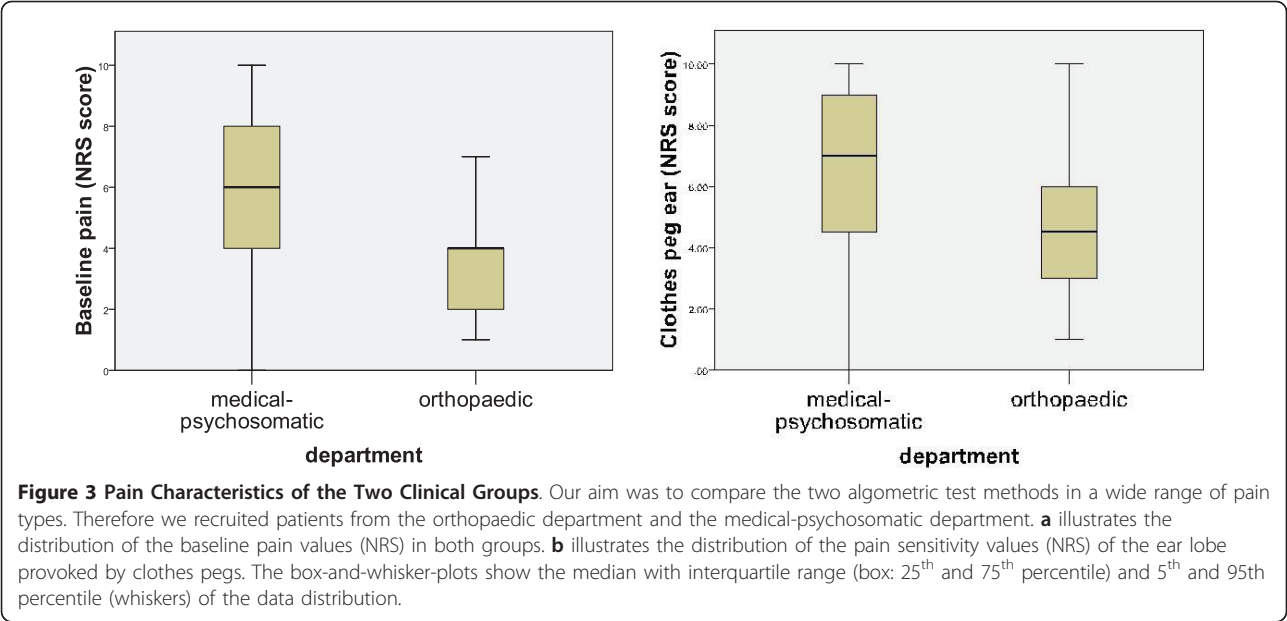 Baseline pain (NRS score)
10
8
6
4
2
0
medical-
psychosomatic
orthopaedic
department
Clothes peg ear (NRS score)
10.00
8.00
6.00
4.00
2.00
.00
medical-
psychosomatic
orthopaedic
department
Figure 3 Pain Characteristics of the Two Clinical Groups. Our aim was to compare the two algometric test methods in a wide range of pain
types. Therefore we recruited patients from the orthopaedic department and the medical-psychosomatic department. a illustrates the
distribution of the baseline pain values (NRS) in both groups. b illustrates the distribution of the pain sensitivity values (NRS) of the ear lobe
provoked by clothes pegs. The box-and-whisker-plots show the median with interquartile range (box: 25th and 75th percentile) and 5th and 95th
percentile (whiskers) of the data distribution.